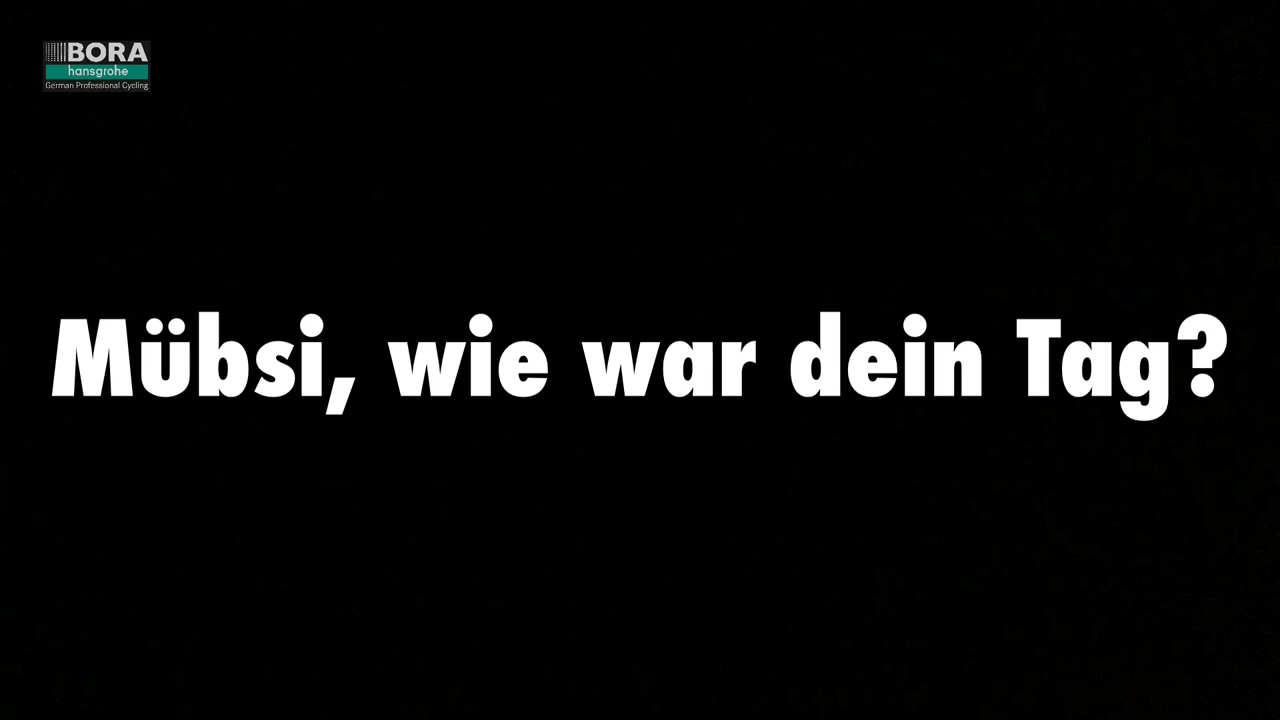 BORA
hansgrohe
German Professional Cycling
Mübsi, wie war dein Tag?